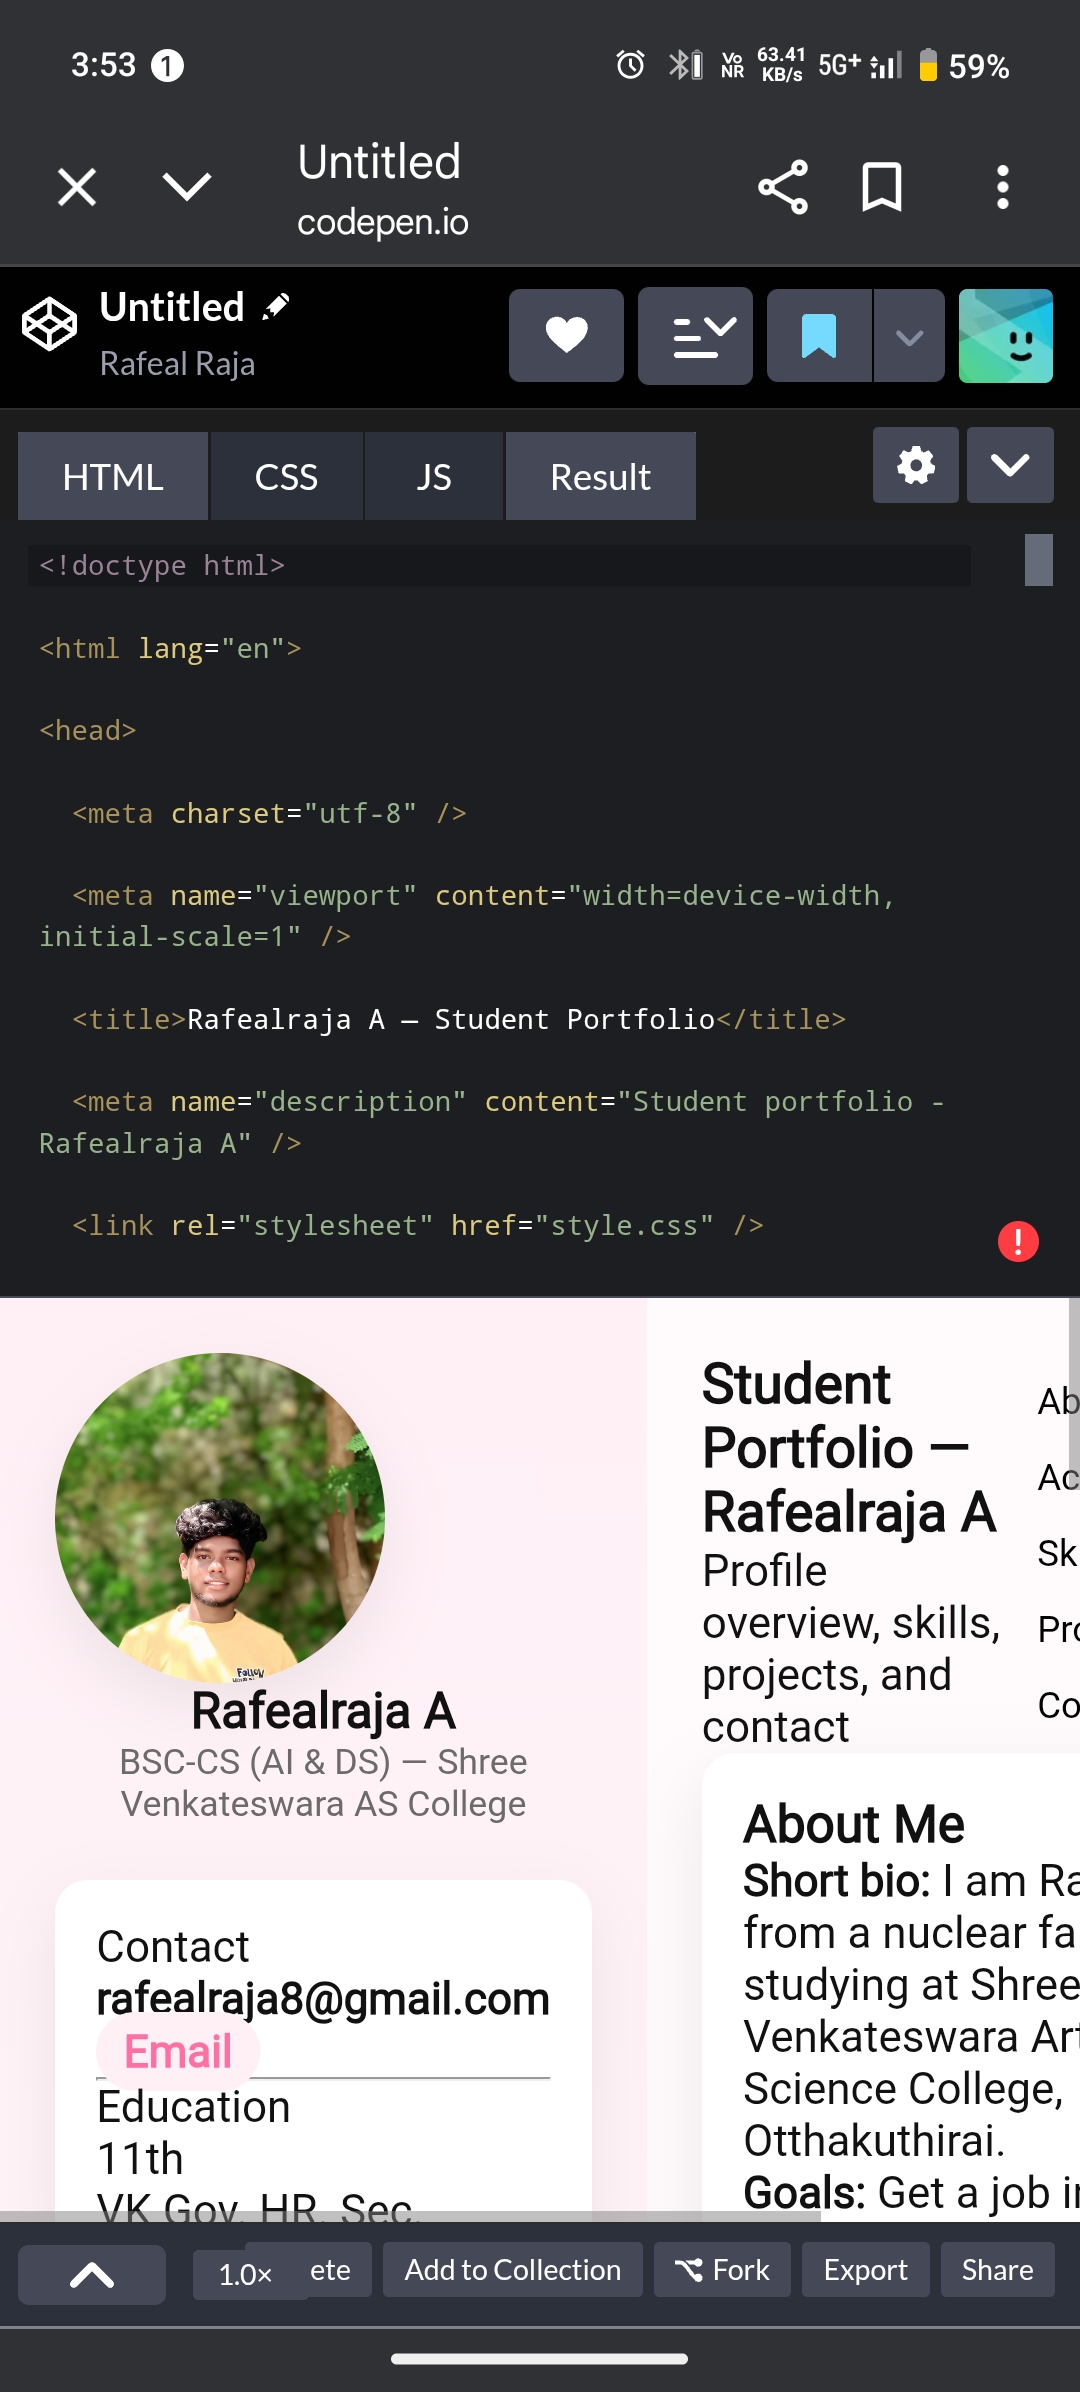 3:53 1
Vo
NR
63.41
KB/s
5G+
59%
Untitled
codepen.io
Untitled
Rafeal Raja
HTML
CSS
JS
Result
<!doctype html>
<html lang="en">
<head>
<meta charset="utf-8" />
<meta name="viewport" content="width=device-width,
initial-scale=1" />
<title>Rafealraja A — Student Portfolio</title>
<meta name="description" content="Student portfolio -
Rafealraja A" />
<link rel="stylesheet" href="style.css" />
!
Rafealraja A
BSC-CS (AI & DS) — Shree
Venkateswara AS College
Contact
rafealraja8@gmail.com
Email
Education
11th
VK Gov. HR. Sec.
Student
Portfolio —
Rafealraja A
Profile
overview, skills,
projects, and
contact
Ab
Ac
Sk
Pro
Co
About Me
Short bio: I am Ra
from a nuclear fa
studying at Shree
Venkateswara Art
Science College,
Otthakuthirai.
Goals: Get a job in
1.0×
ete
Add to Collection
Fork
Export
Share